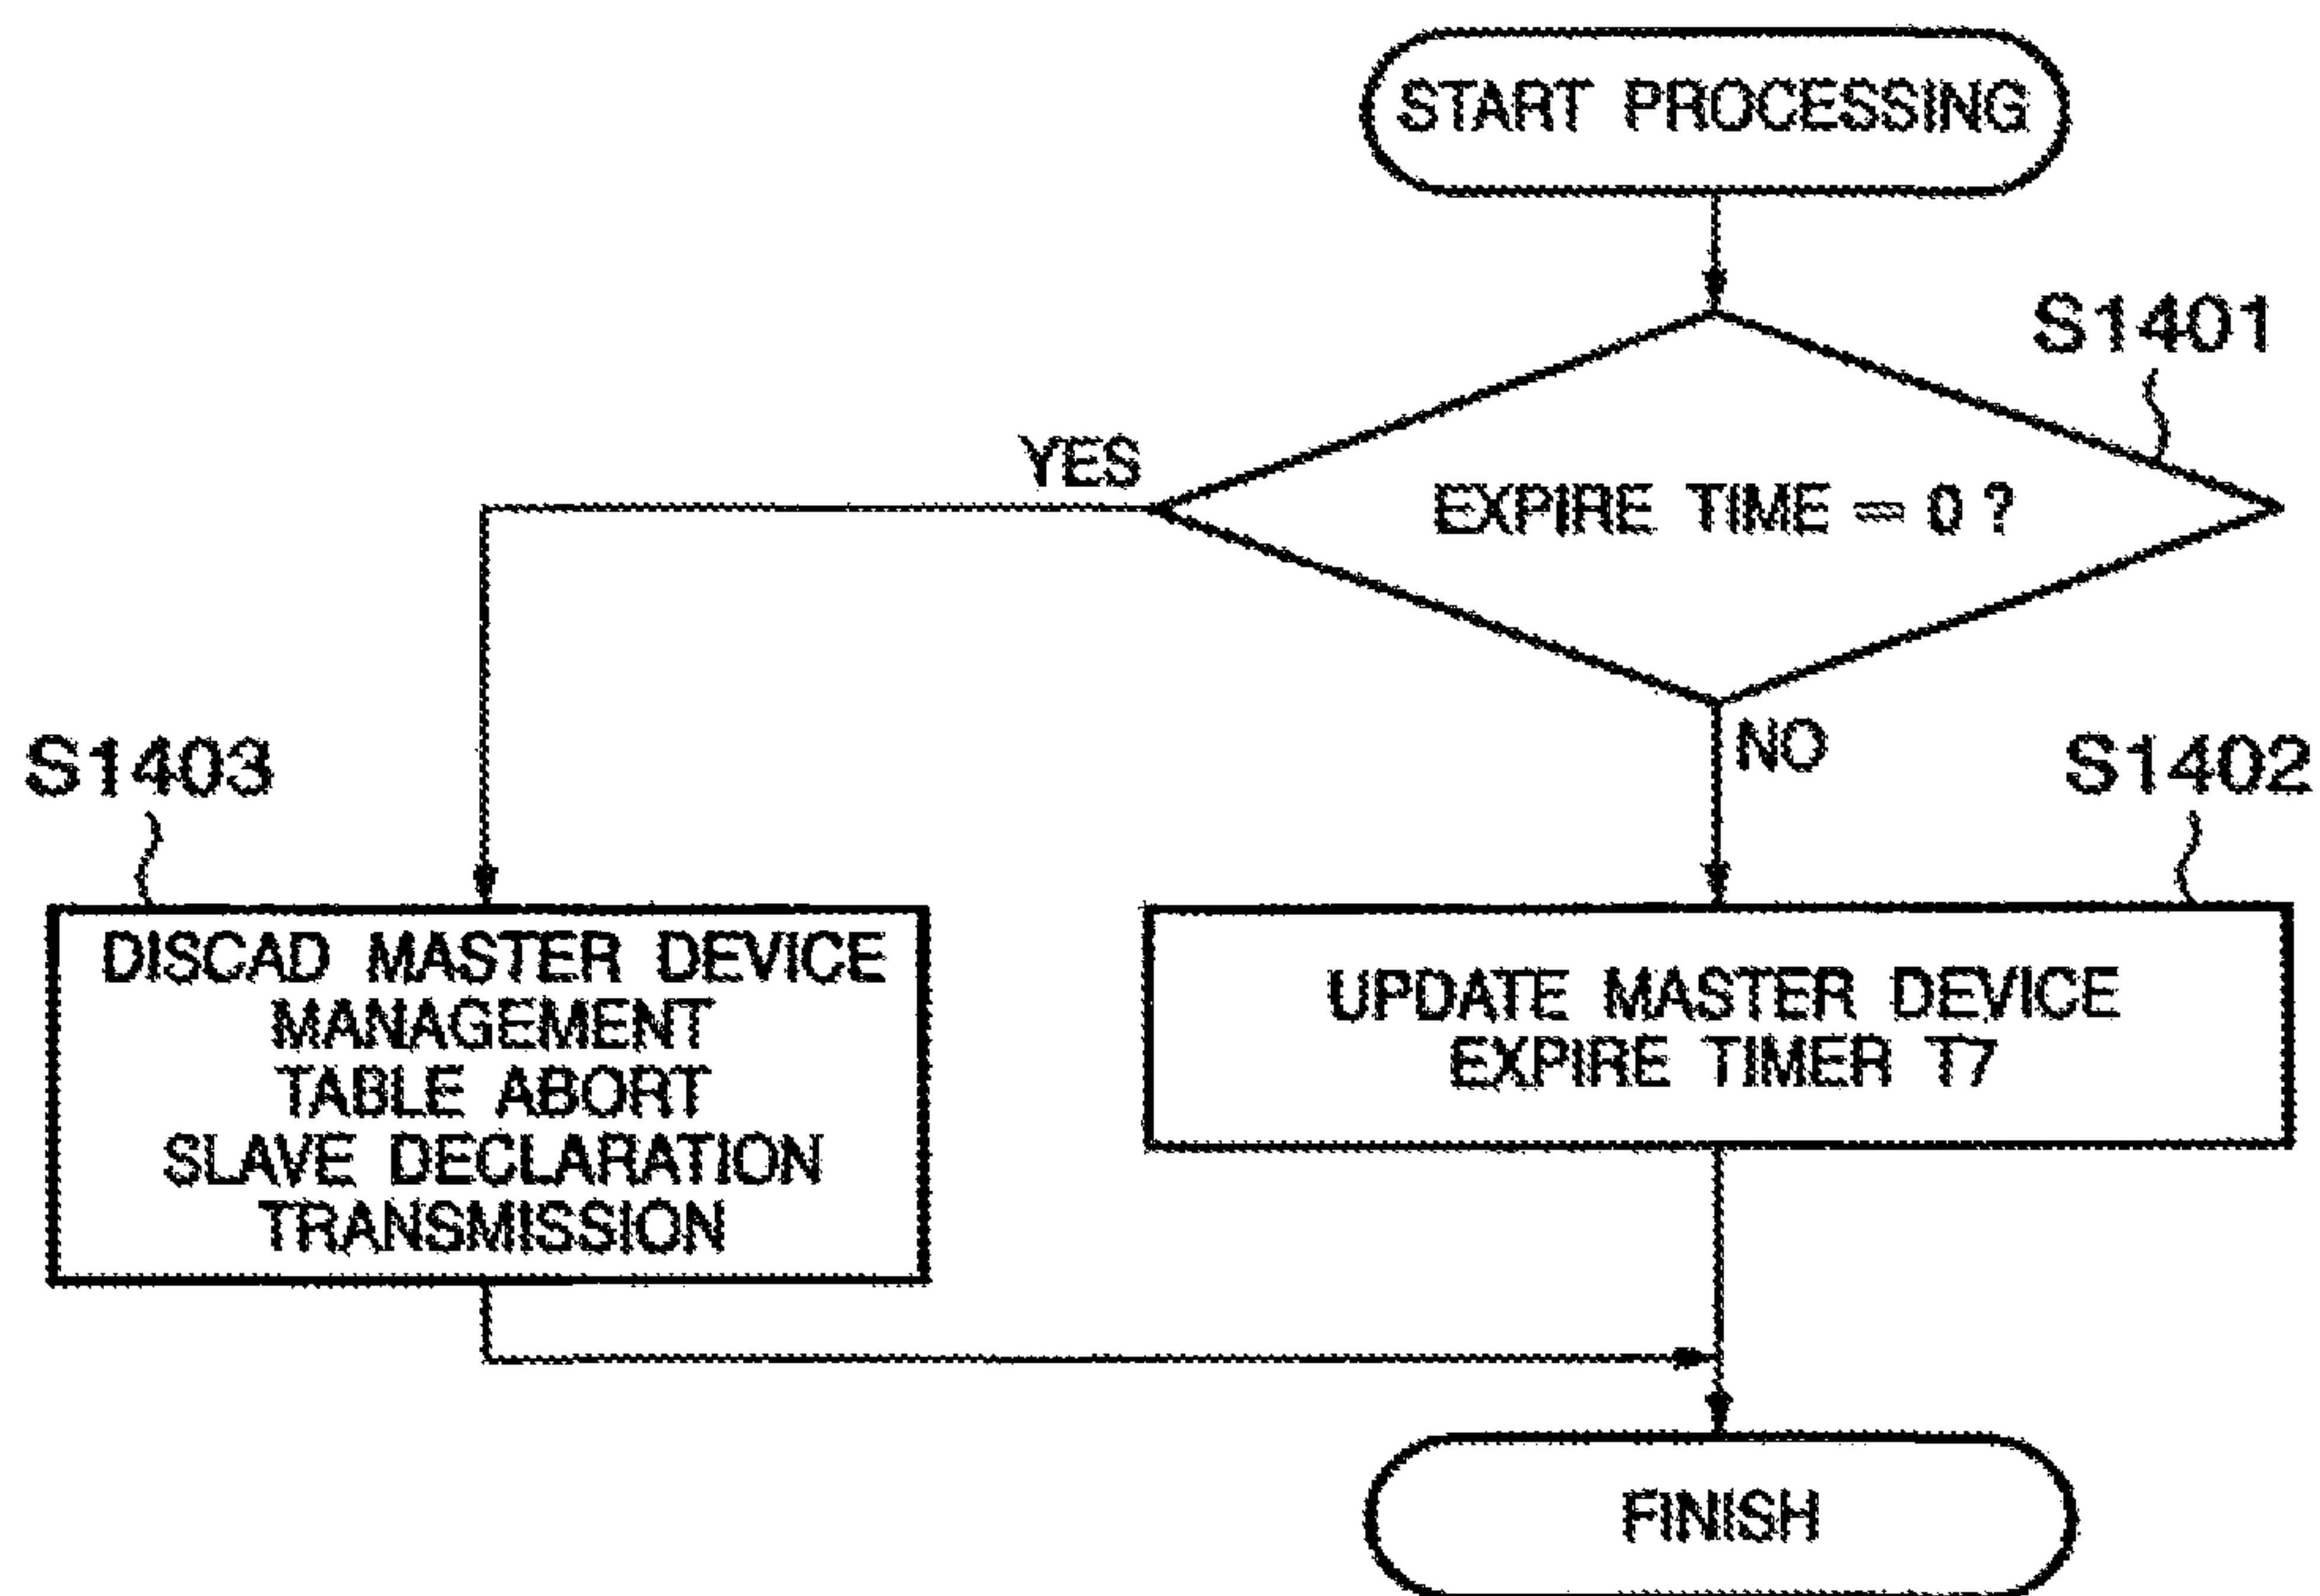 START PROCESSING
S1401
YES
EXPIRE TIME = 0 ?
NO
S1403
S1402
DISCAD MASTER DEVICE
MANAGEMENT
TABLE ABORT
SLAVE DECLARATION
TRANSMISSION
UPDATE MASTER DEVICE
EXPIRE TIMER T7
FINISH